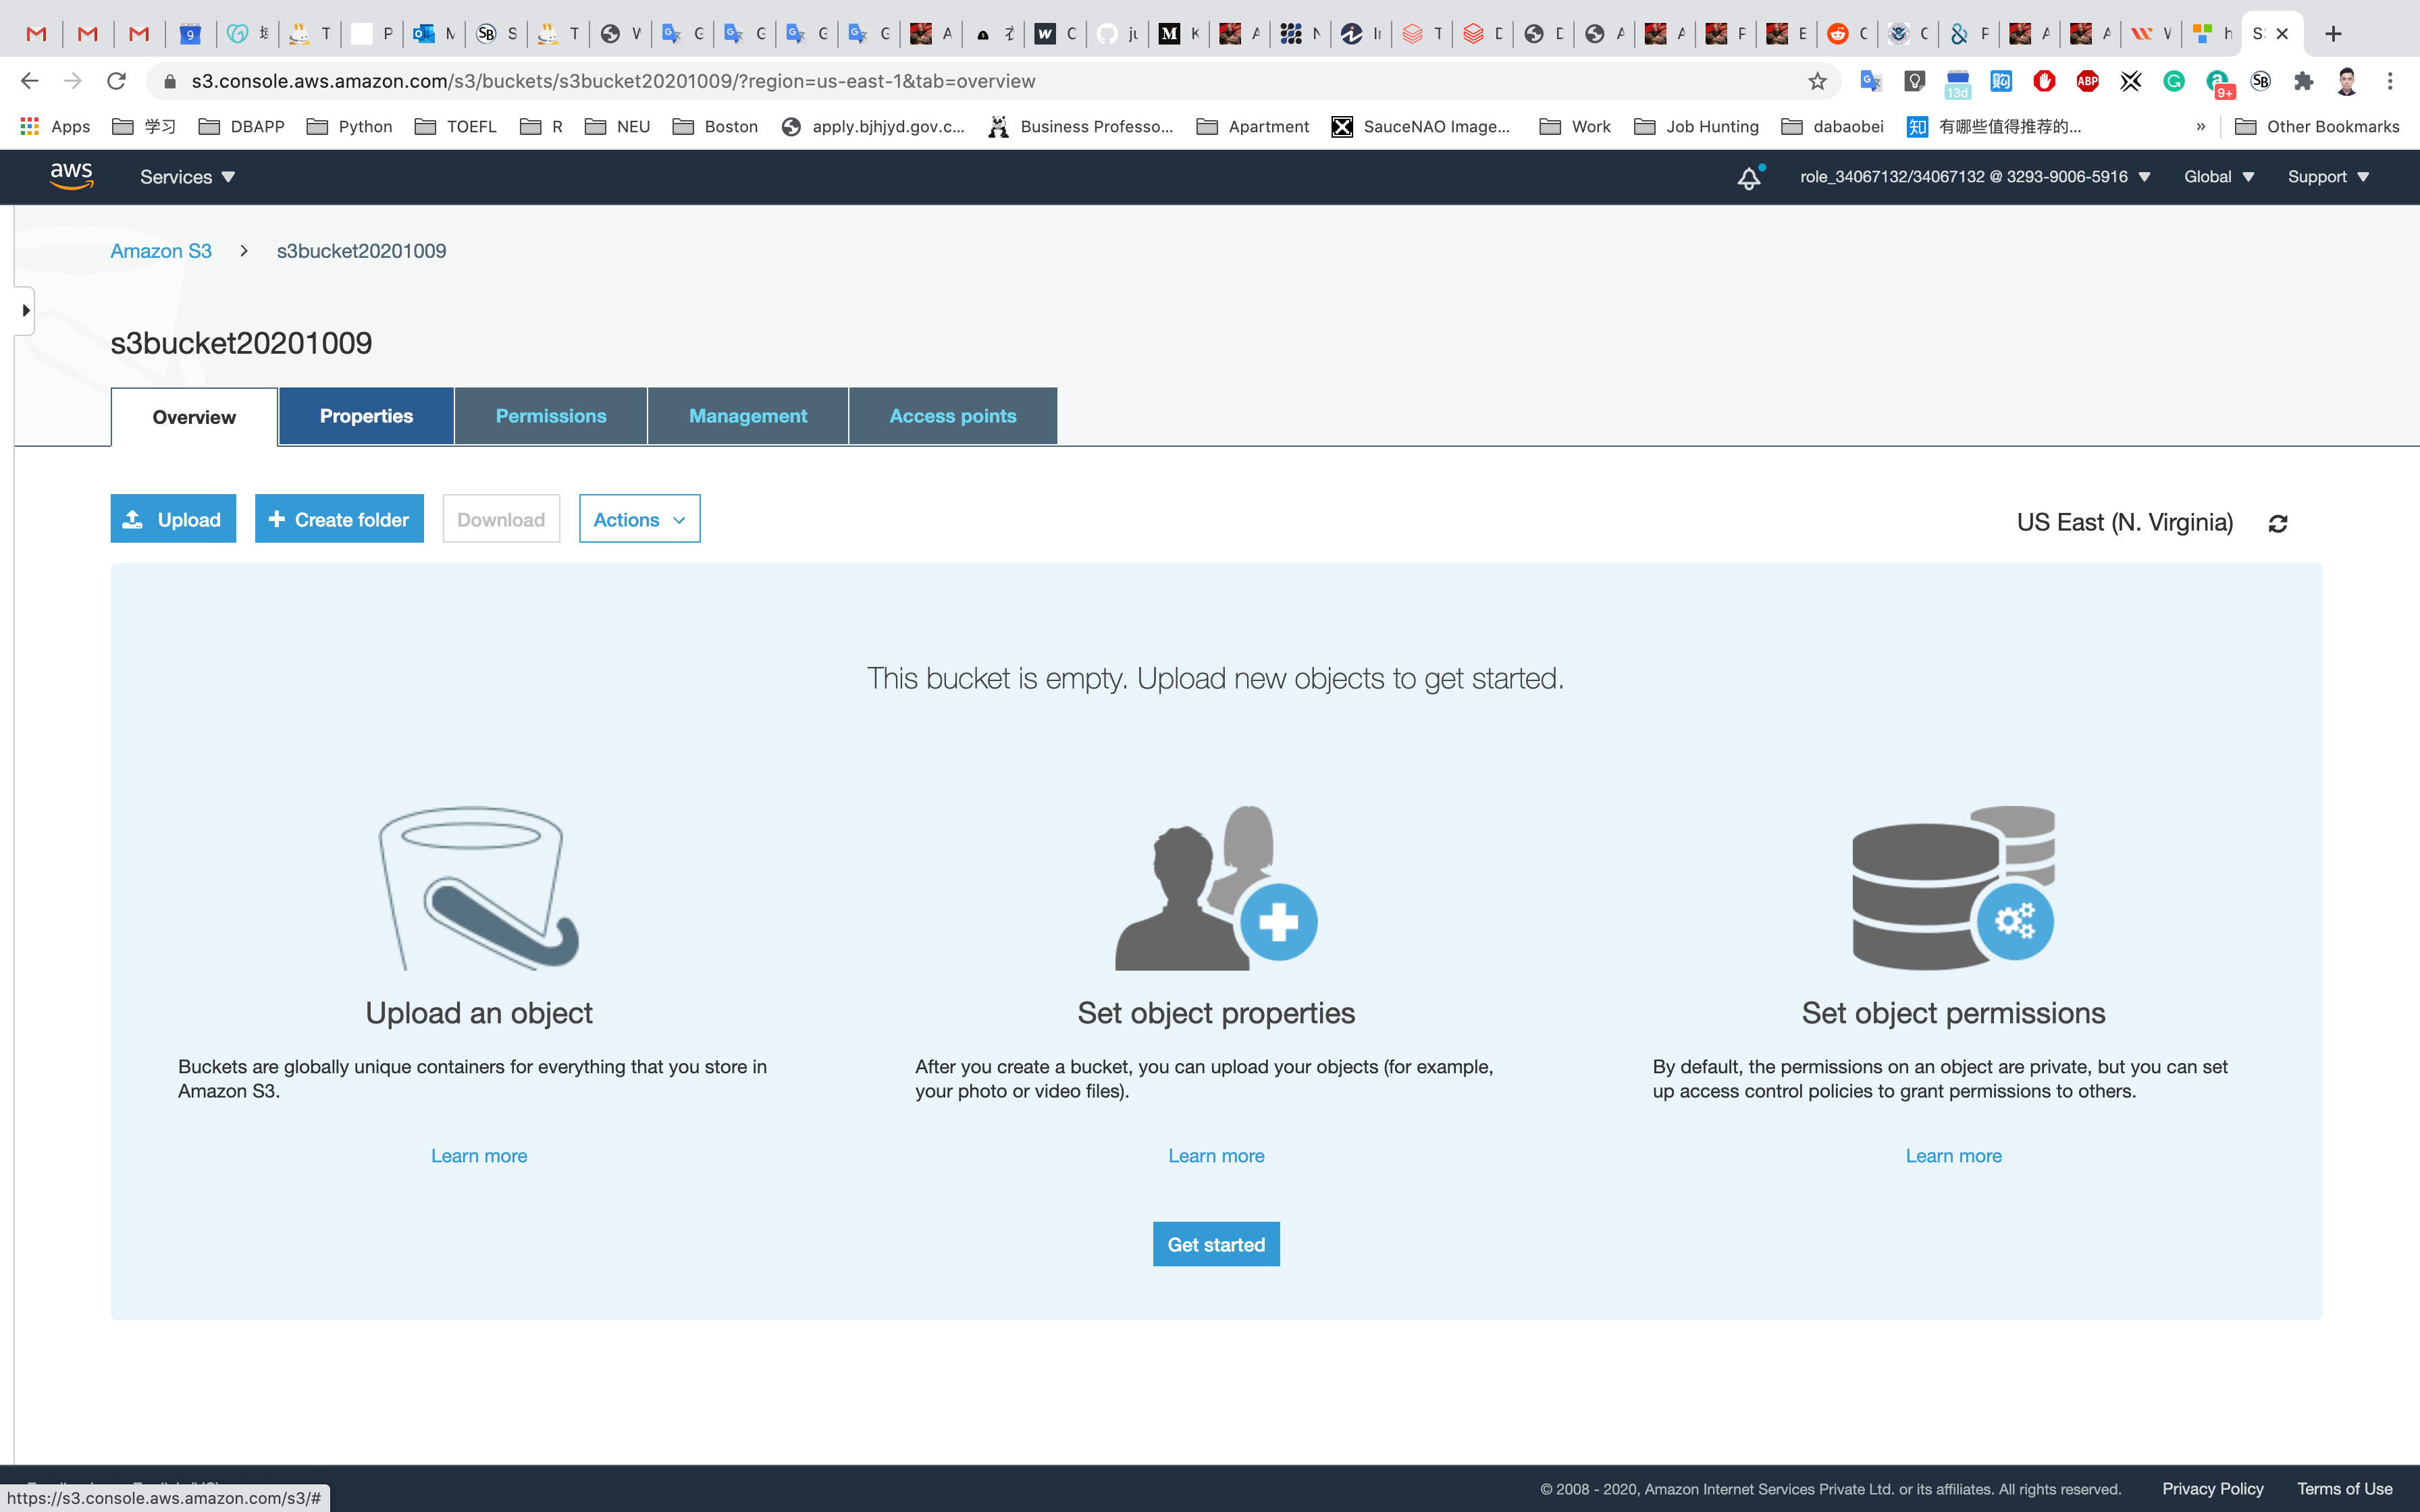 9 T P M S T W G G G G A C ju K A N In T D D A A P E C C P A A W h S:
s3.console.aws.amazon.com/s3/buckets/s3bucket20201009/?region=us-east-1&tab=overview
13d
ABP
9+
SB
Apps 学习 DBAPP Python TOEFL R NEU Boston apply.bjhjyd.gov.c... Business Professo... Apartment SauceNAO Image... Work Job Hunting dabaobei 知 有哪些值得推荐的... » Other Bookmarks
aws Services role_34067132/34067132 @ 3293-9006-5916 Global Support
Amazon S3 > s3bucket20201009
s3bucket20201009
Overview Properties Permissions Management Access points
Upload + Create folder Download Actions US East (N. Virginia)
This bucket is empty. Upload new objects to get started.
Upload an object
Buckets are globally unique containers for everything that you store in
Amazon S3.
Learn more
Set object properties
After you create a bucket, you can upload your objects (for example,
your photo or video files).
Learn more
Set object permissions
By default, the permissions on an object are private, but you can set
up access control policies to grant permissions to others.
Learn more
Get started
© 2008 - 2020, Amazon Internet Services Private Ltd. or its affiliates. All rights reserved. Privacy Policy Terms of Use
https://s3.console.aws.amazon.com/s3/#